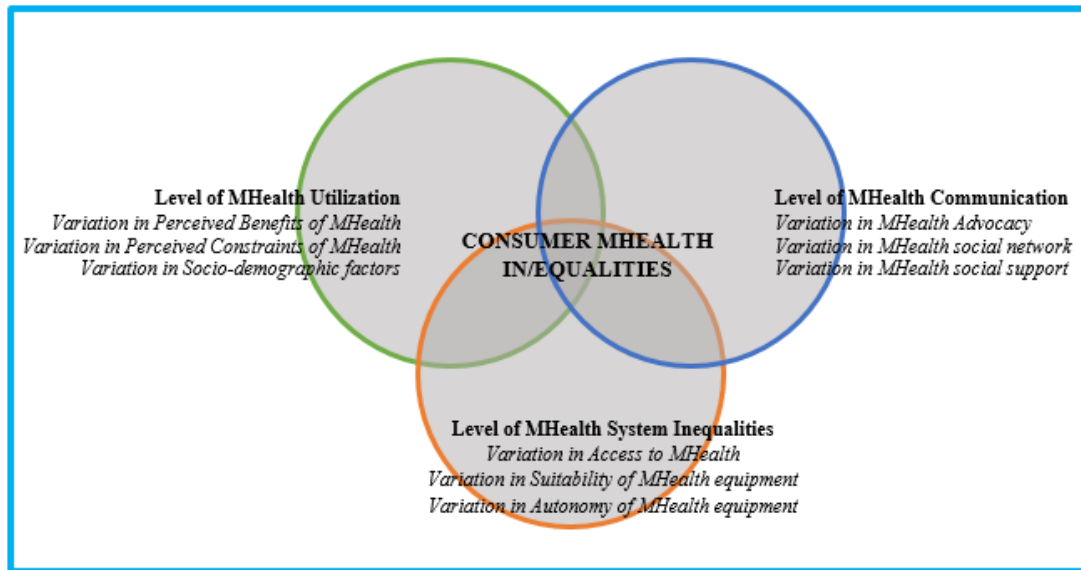 Level of MHealth Utilization
Variation in Perceived Benefits of MHealth
Variation in Perceived Constraints of MHealth
Variation in Socio-demographic factors
CONSUMER MHEALTH
IN/EQUALITIES
Level of MHealth Communication
Variation in MHealth Advocacy
Variation in MHealth social network
Variation in MHealth social support
Level of MHealth System Inequalities
Variation in Access to MHealth
Variation in Suitability of MHealth equipment
Variation in Autonomy of MHealth equipment